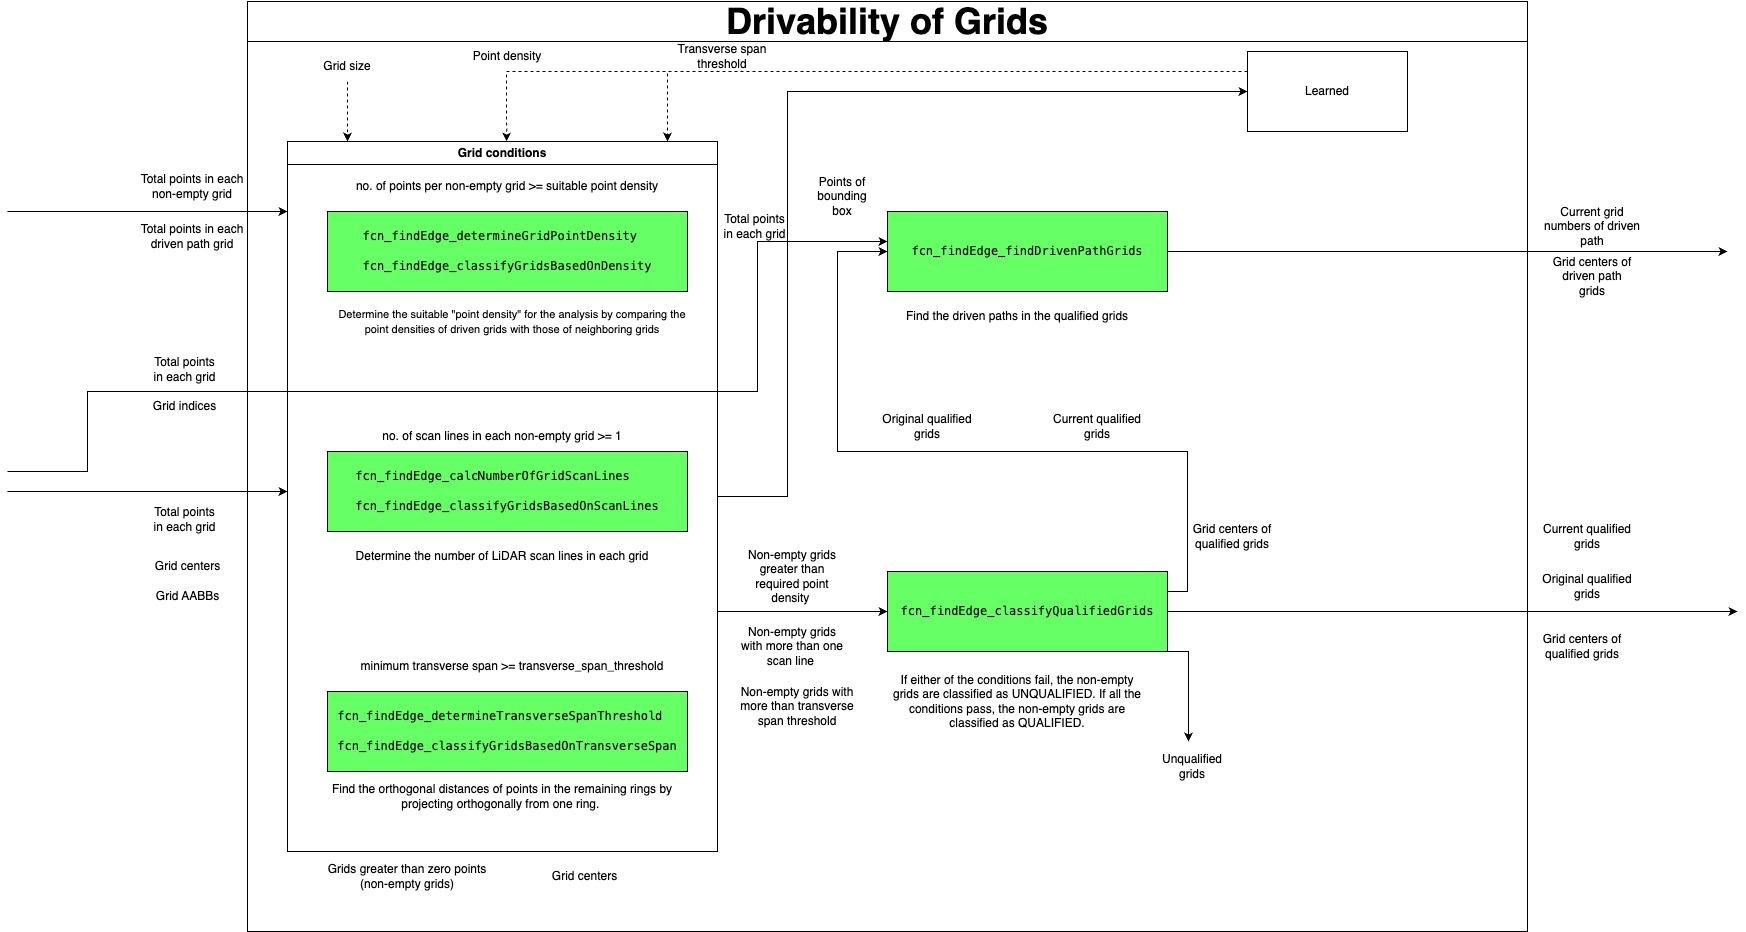 Drivability of Grids
Grid size
Point density
Transverse span
threshold
Learned
Grid conditions
Total points in each
non-empty grid
Total points in each
driven path grid
no. of points per non-empty grid >= suitable point density
fcn_findEdge_determineGridPointDensity
fcn_findEdge_classifyGridsBasedOnDensity
Determine the suitable "point density" for the analysis by comparing the
point densities of driven grids with those of neighboring grids
Total points
in each grid
Points of
bounding
box
fcn_findEdge_findDrivenPathGrids
Find the driven paths in the qualified grids
Current grid
numbers of driven
path
Grid centers of
driven path
grids
Total points
in each grid
Grid indices
no. of scan lines in each non-empty grid >= 1
fcn_findEdge_calcNumberOfGridScanLines
fcn_findEdge_classifyGridsBasedOnScanLines
Determine the number of LiDAR scan lines in each grid
Original qualified
grids
Current qualified
grids
Total points
in each grid
Grid centers
Grid AABBs
Non-empty grids
greater than
required point
density
Non-empty grids
with more than one
scan line
Non-empty grids with
more than transverse
span threshold
Grid centers of
qualified grids
fcn_findEdge_classifyQualifiedGrids
If either of the conditions fail, the non-empty
grids are classified as UNQUALIFIED. If all the
conditions pass, the non-empty grids are
classified as QUALIFIED.
Current qualified
grids
Original qualified
grids
Grid centers of
qualified grids
Unqualified
grids
minimum transverse span >= transverse_span_threshold
fcn_findEdge_determineTransverseSpanThreshold
fcn_findEdge_classifyGridsBasedOnTransverseSpan
Find the orthogonal distances of points in the remaining rings by
projecting orthogonally from one ring.
Grids greater than zero points
(non-empty grids)
Grid centers